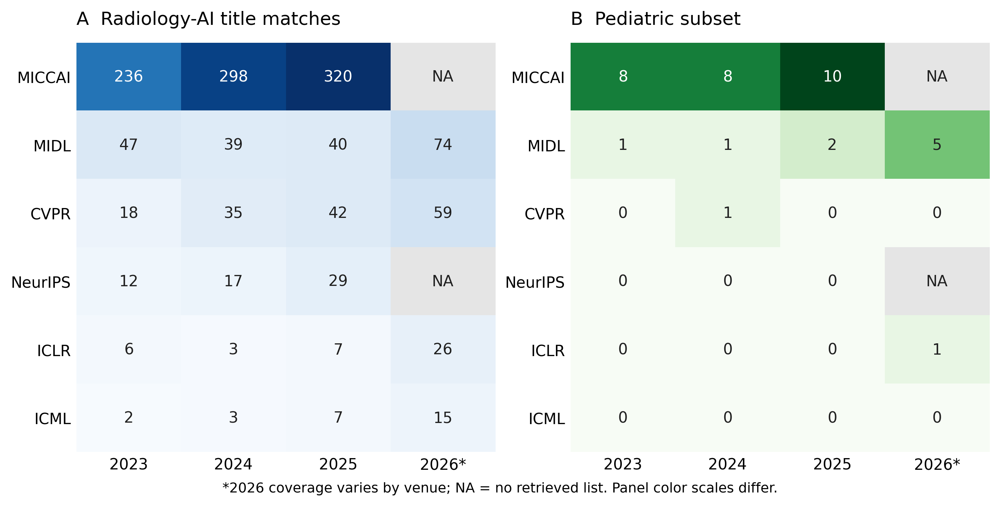 A  Radiology-AI title matches
MICCAI 236 298 320 NA
MIDL 47 39 40 74
CVPR 18 35 42 59
NeurIPS 12 17 29 NA
ICLR 6 3 7 26
ICML 2 3 7 15
2023 2024 2025 2026*
B  Pediatric subset
MICCAI 8 8 10 NA
MIDL 1 1 2 5
CVPR 0 1 0 0
NeurIPS 0 0 0 NA
ICLR 0 0 0 1
ICML 0 0 0 0
2023 2024 2025 2026*
*2026 coverage varies by venue; NA = no retrieved list. Panel color scales differ.